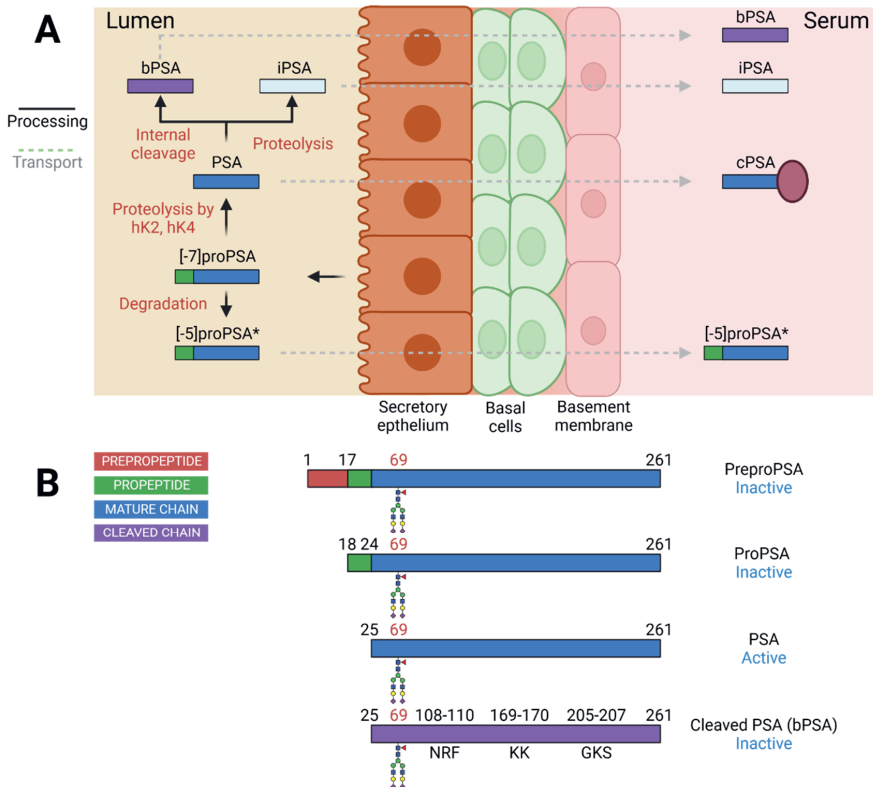 A
Lumen
Serum
bPSA
bPSA
iPSA
iPSA
Processing
Transport
Internal
cleavage
Proteolysis
PSA
cPSA
Proteolysis by
hK2, hK4
[-7]proPSA
Degradation
[-5]proPSA*
[-5]proPSA*
Secretory
epthelium
Basal
cells
Basement
membrane
B
PREPROPEPTIDE
PROPEPTIDE
MATURE CHAIN
CLEAVED CHAIN
1 17 69 261
PreproPSA
Inactive
18 24 69 261
ProPSA
Inactive
25 69 261
PSA
Active
25 69 108-110 169-170 205-207 261
NRF KK GKS
Cleaved PSA (bPSA)
Inactive